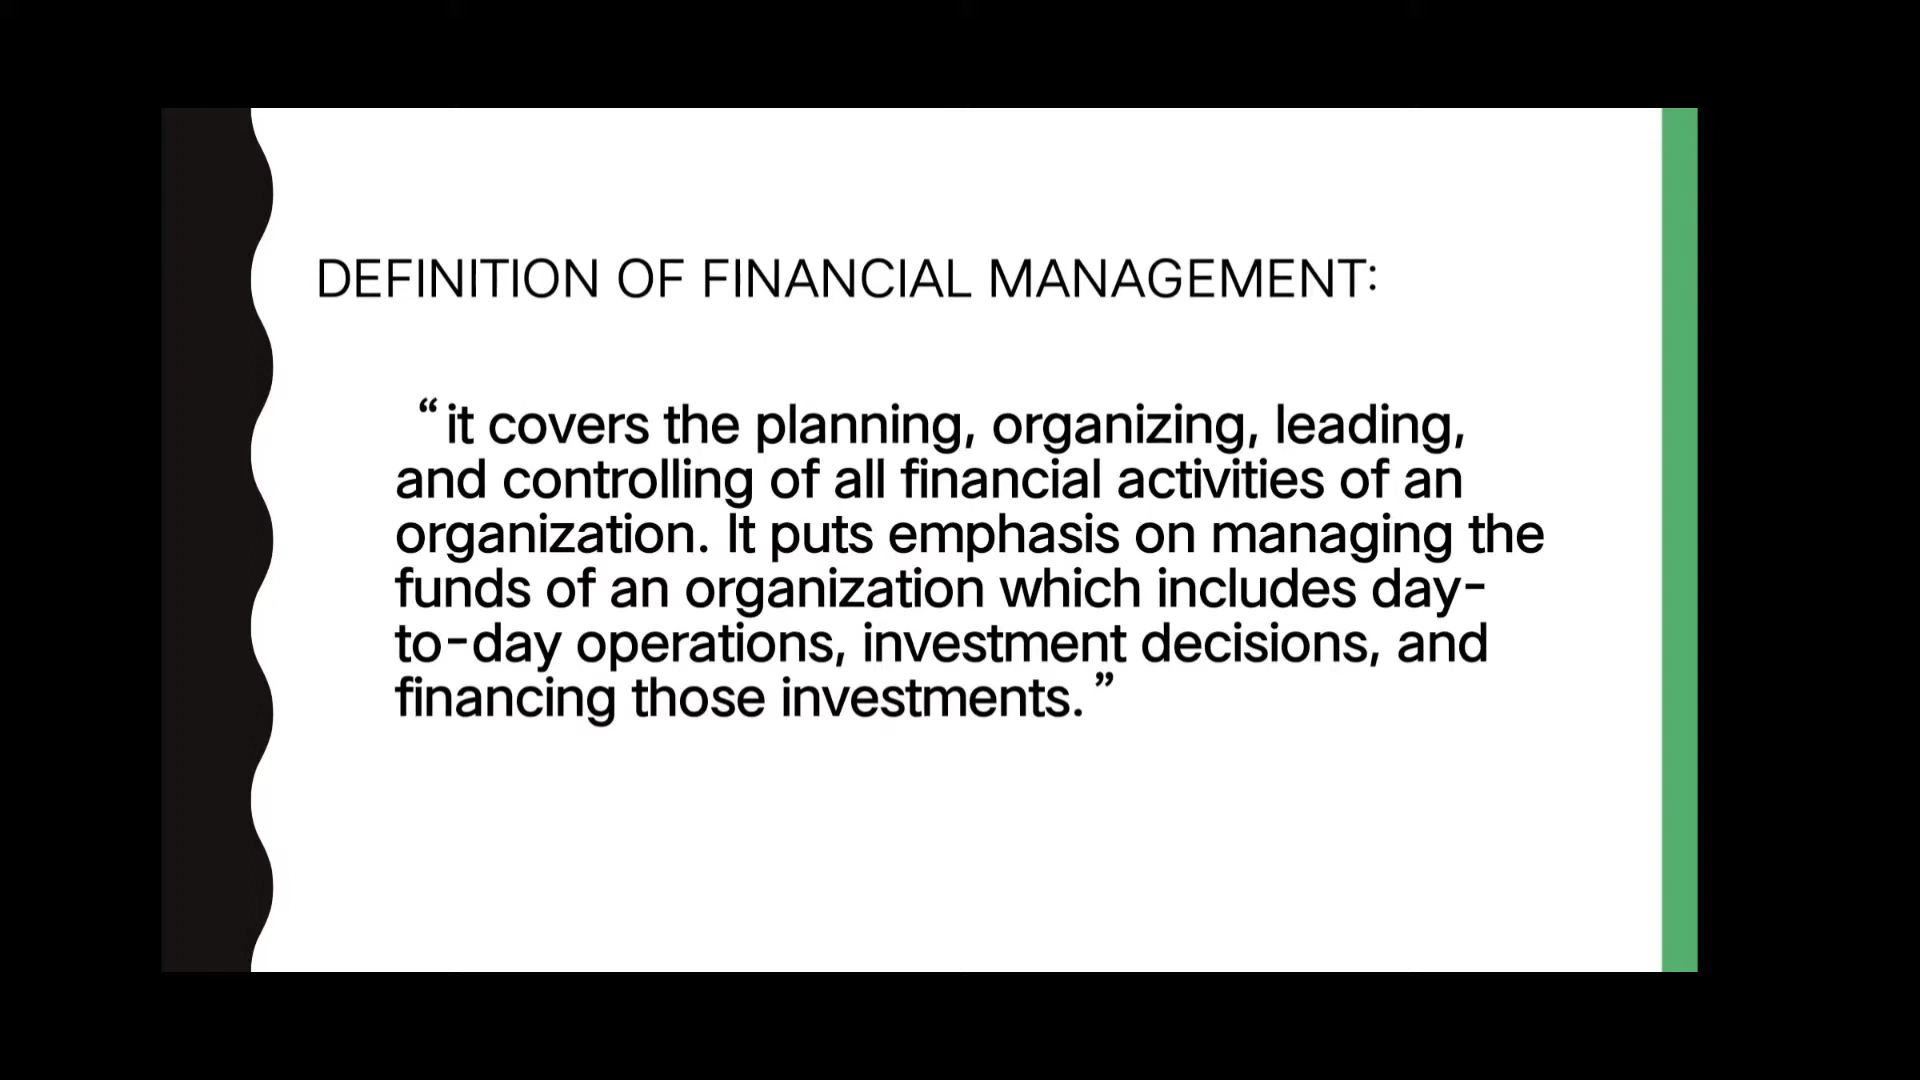 DEFINITION OF FINANCIAL MANAGEMENT:
“ it covers the planning, organizing, leading,
and controlling of all financial activities of an
organization. It puts emphasis on managing the
funds of an organization which includes day-
to-day operations, investment decisions, and
financing those investments. ”